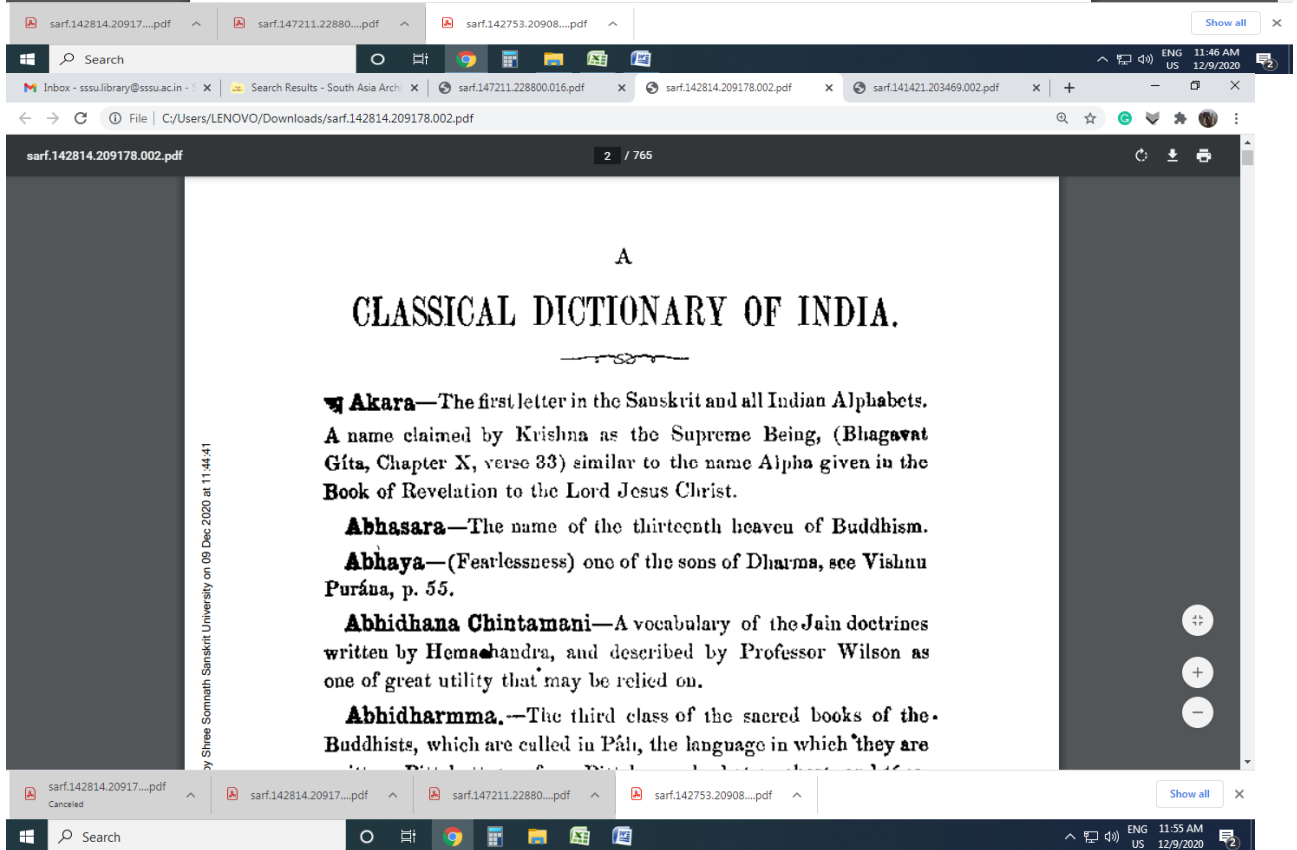 sarf.142814.20917....pdf sarf.147211.22880....pdf sarf.142753.20908....pdf Show all
Search ENG 11:46 AM
US 12/9/2020 2
Inbox - sssu.library@sssu.ac.in - S Search Results - South Asia Archi sarf.147211.228800.016.pdf sarf.142814.209178.002.pdf sarf.141421.203469.002.pdf
File | C:/Users/LENOVO/Downloads/sarf.142814.209178.002.pdf
sarf.142814.209178.002.pdf 2 / 765
A
CLASSICAL DICTIONARY OF INDIA.
अ Akara—The first letter in the Sanskrit and all Indian Alphabets.
A name claimed by Krishna as the Supreme Being, (Bhagavat
Gíta, Chapter X, verse 33) similar to the name Alpha given in the
Book of Revelation to the Lord Jesus Christ.
Abhasara—The name of the thirteenth heaven of Buddhism.
Abhaya—(Fearlessness) one of the sons of Dharma, see Vishnu
Purána, p. 55.
Abhidhana Chintamani—A vocabulary of the Jain doctrines
written by Hemachandra, and described by Professor Wilson as
one of great utility that may be relied on.
Abhidharmma.—The third class of the sacred books of the
Buddhists, which are called in Páli, the language in which they are
by Shree Somnath Sanskrit University on 09 Dec 2020 at 11:44:41
sarf.142814.20917....pdf sarf.142814.20917....pdf sarf.147211.22880....pdf sarf.142753.20908....pdf Show all
Canceled
Search ENG 11:55 AM
US 12/9/2020 2